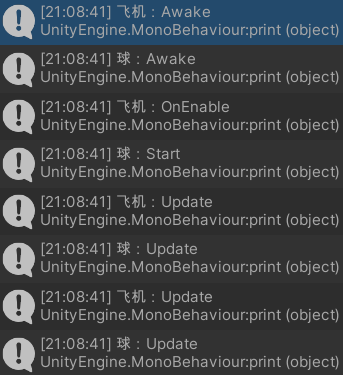 [21:08:41] 飞机：Awake
UnityEngine.MonoBehaviour:print (object)
[21:08:41] 球：Awake
UnityEngine.MonoBehaviour:print (object)
[21:08:41] 飞机：OnEnable
UnityEngine.MonoBehaviour:print (object)
[21:08:41] 球：Start
UnityEngine.MonoBehaviour:print (object)
[21:08:41] 飞机：Update
UnityEngine.MonoBehaviour:print (object)
[21:08:41] 球：Update
UnityEngine.MonoBehaviour:print (object)
[21:08:41] 飞机：Update
UnityEngine.MonoBehaviour:print (object)
[21:08:41] 球：Update
UnityEngine.MonoBehaviour:print (object)